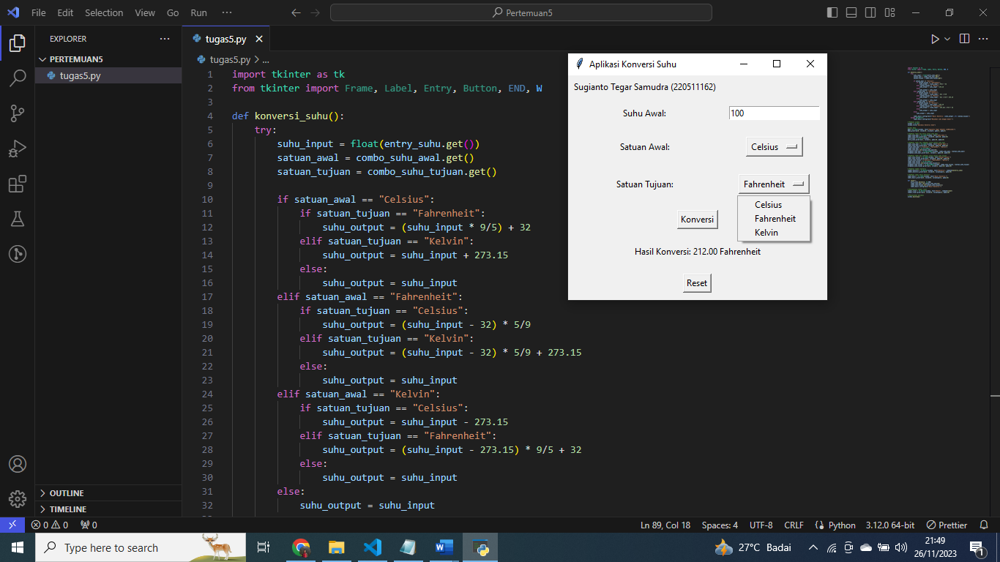 File Edit Selection View Go Run ··· Pertemuan5
EXPLORER ···
PERTEMUAN5
tugas5.py
OUTLINE
TIMELINE
tugas5.py
tugas5.py > ...
1 import tkinter as tk
2 from tkinter import Frame, Label, Entry, Button, END, W
3
4 def konversi_suhu():
5 try:
6 suhu_input = float(entry_suhu.get())
7 satuan_awal = combo_suhu_awal.get()
8 satuan_tujuan = combo_suhu_tujuan.get()
9
10 if satuan_awal == "Celsius":
11 if satuan_tujuan == "Fahrenheit":
12 suhu_output = (suhu_input * 9/5) + 32
13 elif satuan_tujuan == "Kelvin":
14 suhu_output = suhu_input + 273.15
15 else:
16 suhu_output = suhu_input
17 elif satuan_awal == "Fahrenheit":
18 if satuan_tujuan == "Celsius":
19 suhu_output = (suhu_input - 32) * 5/9
20 elif satuan_tujuan == "Kelvin":
21 suhu_output = (suhu_input - 32) * 5/9 + 273.15
22 else:
23 suhu_output = suhu_input
24 elif satuan_awal == "Kelvin":
25 if satuan_tujuan == "Celsius":
26 suhu_output = suhu_input - 273.15
27 elif satuan_tujuan == "Fahrenheit":
28 suhu_output = (suhu_input - 273.15) * 9/5 + 32
29 else:
30 suhu_output = suhu_input
31 else:
32 suhu_output = suhu_input
Aplikasi Konversi Suhu
Sugianto Tegar Samudra (220511162)
Suhu Awal: 100
Satuan Awal: Celsius
Satuan Tujuan: Fahrenheit
Celsius
Fahrenheit
Kelvin
Konversi
Hasil Konversi: 212.00 Fahrenheit
Reset
0 0 0 Ln 89, Col 18 Spaces: 4 UTF-8 CRLF Python 3.12.0 64-bit Prettier
Type here to search
27°C Badai
21:49
26/11/2023
1